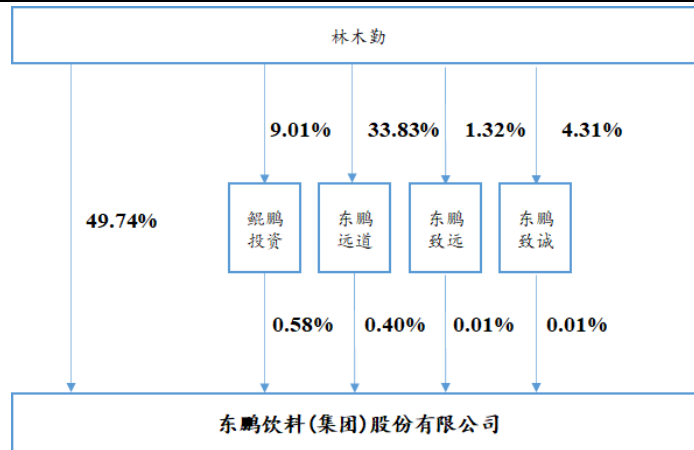 林木勤
9.01% 33.83% 1.32% 4.31%
49.74%
鲲鹏
投资
东鹏
远道
东鹏
致远
东鹏
致诚
0.58% 0.40% 0.01% 0.01%
东鹏饮料(集团)股份有限公司